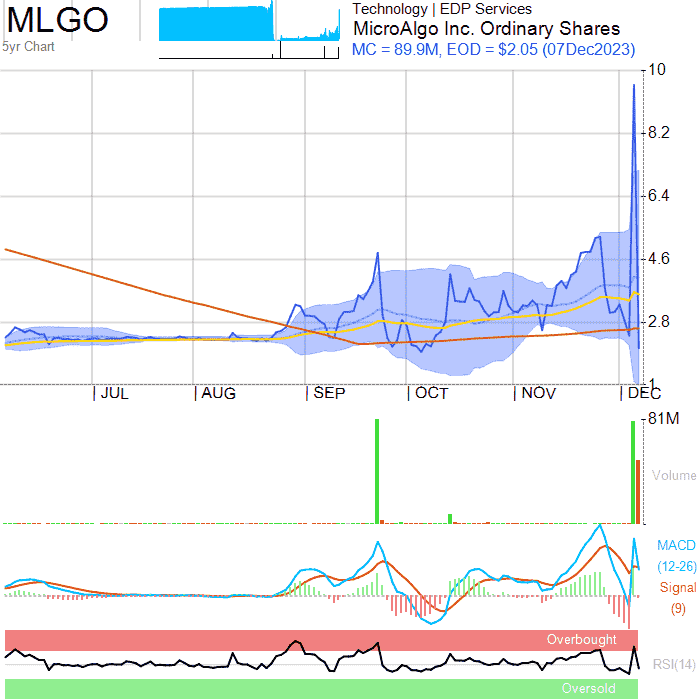 MLGO
5yr Chart
Technology | EDP Services
MicroAlgo Inc. Ordinary Shares
MC = 89.9M, EOD = $2.05 (07Dec2023)
10
8.2
6.4
4.6
2.8
1
JUL AUG SEP OCT NOV DEC
81M
Volume
MACD
(12-26)
Signal
(9)
Overbought
RSI(14)
Oversold